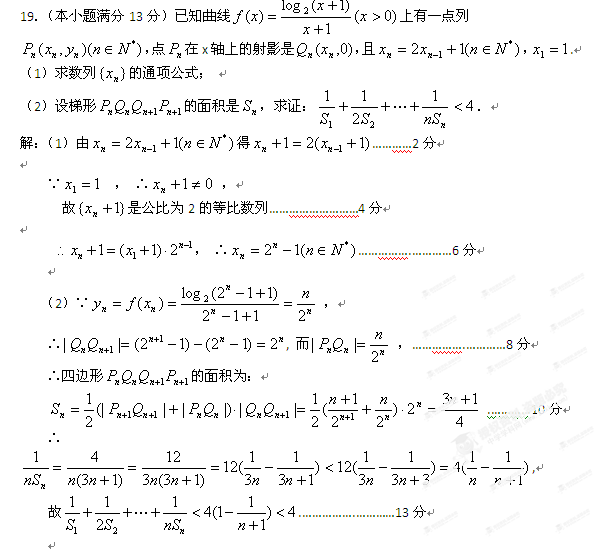 19.（本小题满分 13 分）已知曲线 f(x) = log₂(x+1)/(x+1) (x > 0) 上有一点列
Pₙ(xₙ, yₙ)(n ∈ N*)，点 Pₙ 在 x 轴上的射影是 Qₙ(xₙ,0)，且 xₙ = 2xₙ₋₁ + 1(n ∈ N*)，x₁ = 1.
（1）求数列{xₙ}的通项公式；
（2）设梯形 PₙQₙQₙ₊₁Pₙ₊₁ 的面积是 Sₙ，求证：1/S₁ + 1/(2S₂) + ⋯ + 1/(nSₙ) < 4.
解：（1）由 xₙ = 2xₙ₋₁ + 1(n ∈ N*) 得 xₙ + 1 = 2(xₙ₋₁ + 1) …………2 分
∵ x₁ = 1 ， ∴ xₙ + 1 ≠ 0 ，
故{xₙ + 1}是公比为 2 的等比数列………………………4 分
∴ xₙ + 1 = (x₁ + 1)·2ⁿ⁻¹， ∴ xₙ = 2ⁿ − 1(n ∈ N*) ………………………6 分
（2）∵ yₙ = f(xₙ) = log₂(2ⁿ − 1 + 1)/(2ⁿ − 1 + 1) = n/2ⁿ ，
∴ | QₙQₙ₊₁ |= (2ⁿ⁺¹ − 1) − (2ⁿ − 1) = 2ⁿ，而| PₙQₙ |= n/2ⁿ ，………………………8 分
∴四边形 PₙQₙQₙ₊₁Pₙ₊₁ 的面积为：
Sₙ = 1/2(| Pₙ₊₁Qₙ₊₁ | + | PₙQₙ |)·| QₙQₙ₊₁ |= 1/2((n+1)/2ⁿ⁺¹ + n/2ⁿ)·2ⁿ = (3n+1)/4 …………10 分
∴
1/(nSₙ) = 4/(n(3n+1)) = 12/(3n(3n+1)) = 12(1/(3n) − 1/(3n+1)) < 12(1/(3n) − 1/(3n+3)) = 4(1/n − 1/(n+1))，
故 1/S₁ + 1/(2S₂) + ⋯ + 1/(nSₙ) < 4(1 − 1/(n+1)) < 4 ………………………13 分